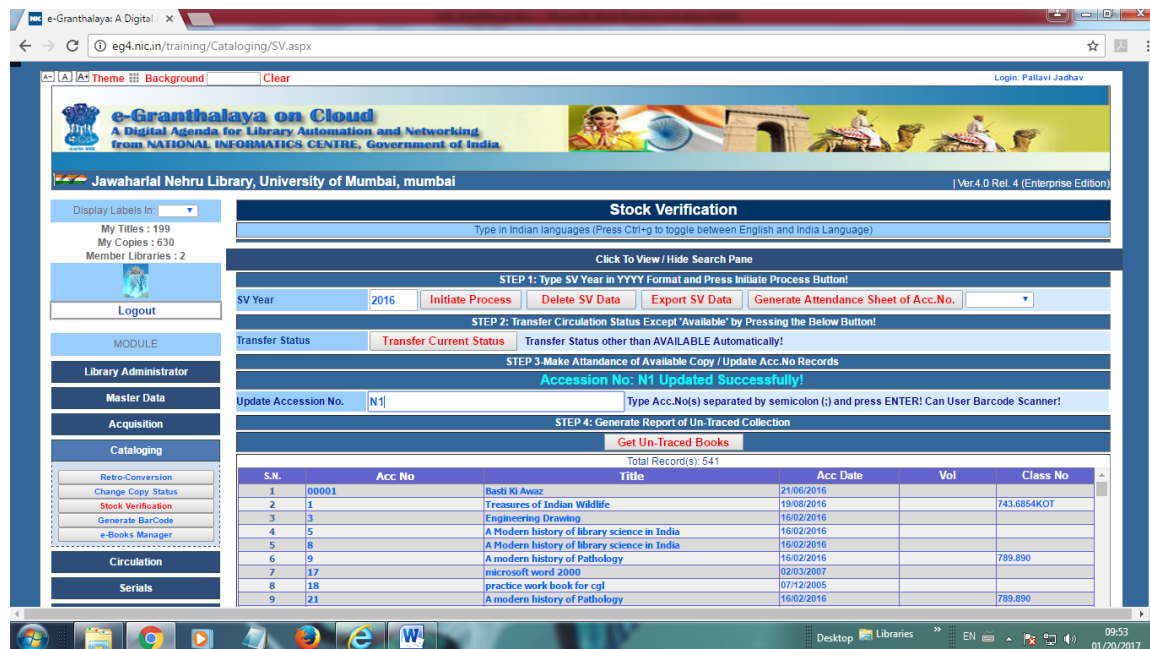 e-Granthalaya: A Digital
eg4.nic.in/training/Cataloging/SV.aspx
A- A A+ Theme Background Clear
Login: Pallavi Jadhav
e-Granthalaya on Cloud
A Digital Agenda for Library Automation and Networking
from NATIONAL INFORMATICS CENTRE, Government of India
Jawaharlal Nehru Library, University of Mumbai, mumbai
| Ver.4.0 Rel. 4 (Enterprise Edition)
Display Labels In:
My Titles : 199
My Copies : 630
Member Libraries : 2
Logout
MODULE
Library Administrator
Master Data
Acquisition
Cataloging
Retro-Conversion
Change Copy Status
Stock Verification
Generate BarCode
e-Books Manager
Circulation
Serials
Stock Verification
Type in Indian languages (Press Ctrl+g to toggle between English and India Language)
Click To View / Hide Search Pane
STEP 1: Type SV Year in YYYY Format and Press Initiate Process Button!
SV Year 2016 Initiate Process Delete SV Data Export SV Data Generate Attendance Sheet of Acc.No.
STEP 2: Transfer Circulation Status Except 'Available' by Pressing the Below Button!
Transfer Status Transfer Current Status Transfer Status other than AVAILABLE Automatically!
STEP 3-Make Attandance of Available Copy / Update Acc.No Records
Accession No: N1 Updated Successfully!
Update Accession No. N1 Type Acc.No(s) separated by semicolon (;) and press ENTER! Can User Barcode Scanner!
STEP 4: Generate Report of Un-Traced Collection
Get Un-Traced Books
Total Record(s): 541
S.N. Acc No Title Acc Date Vol Class No
1 00001 Basti Ki Awaz 21/06/2016
2 1 Treasures of Indian Wildlife 19/08/2016 743.6854KOT
3 3 Engineering Drawing 16/02/2016
4 5 A Modern history of library science in India 16/02/2016
5 8 A Modern history of library science in India 16/02/2016
6 9 A modern history of Pathology 16/02/2016 789.890
7 17 microsoft word 2000 02/03/2007
8 18 practice work book for cgl 07/12/2005
9 21 A modern history of Pathology 16/02/2016 789.890
Desktop Libraries EN 09:53
01/20/2017